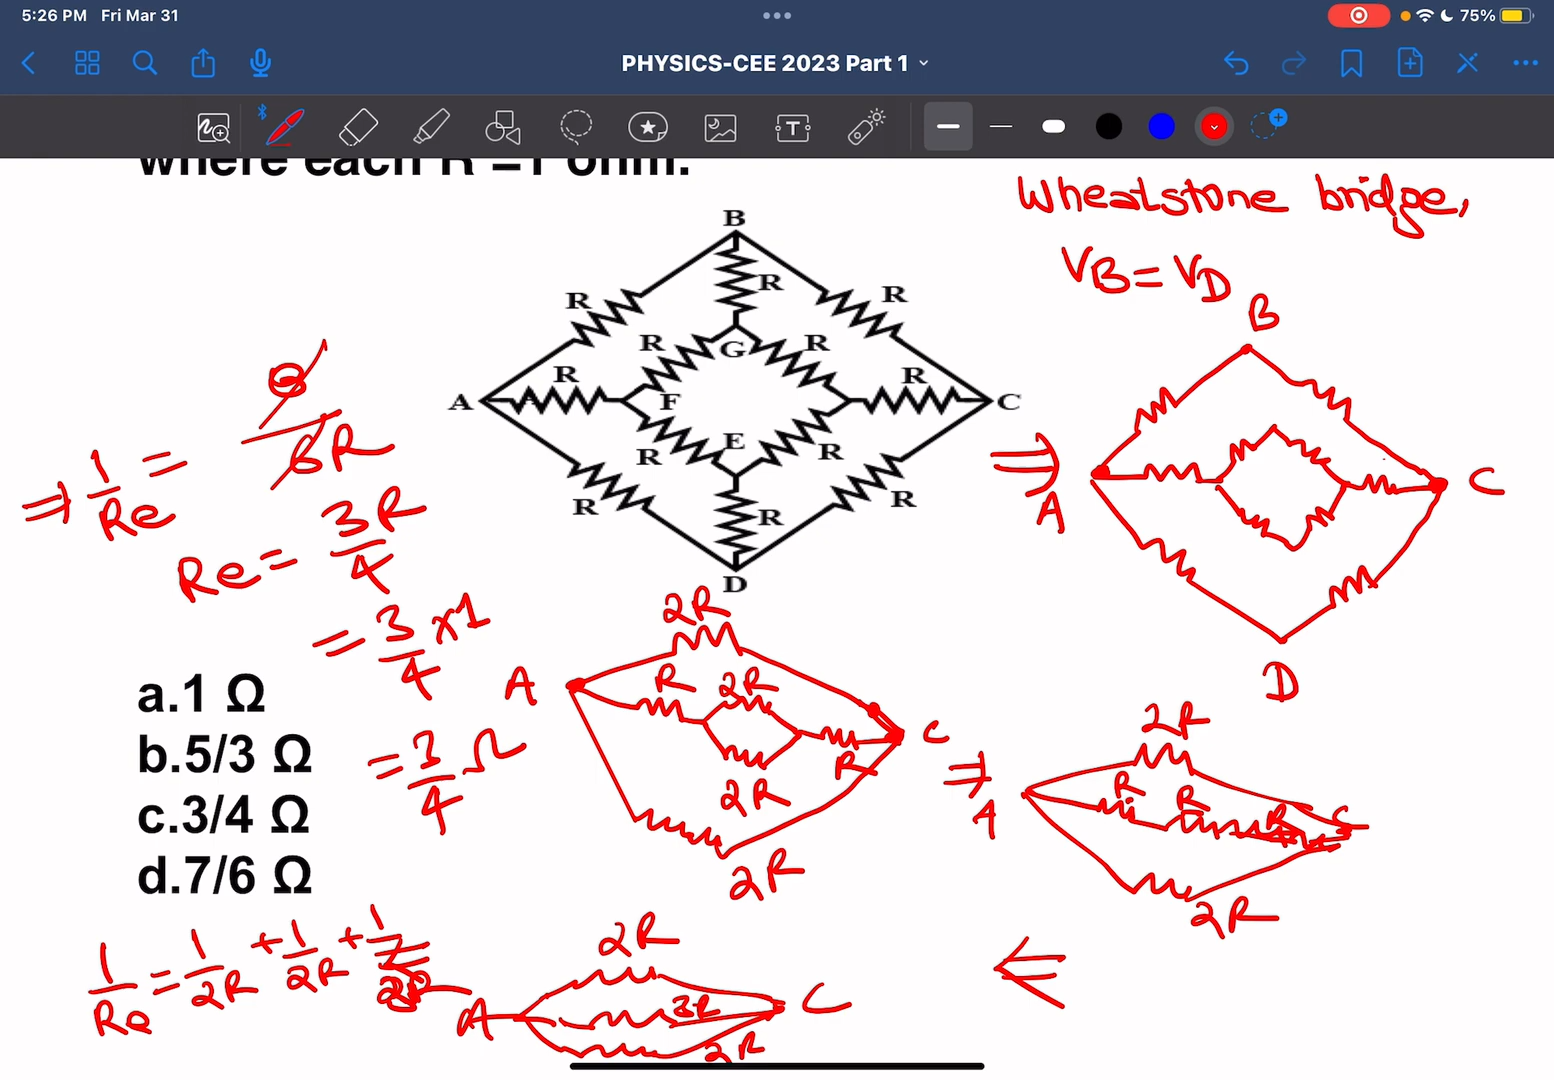 5:26 PM Fri Mar 31
75%
PHYSICS-CEE 2023 Part 1
where each R =1 ohm.
Wheatstone bridge,
VB = VD
B
R
R
R
R
G
R
R
R
A
F
C
E
R
R
R
R
R
D
B
A
C
D
⇒ 1/Re = 8/6R
Re = 3R/4
= 3/4 x1
= 3/4 Ω
a.1 Ω
b.5/3 Ω
c.3/4 Ω
d.7/6 Ω
2R
A
R
2R
C
R
2R
2R
⇒
2R
A
R
R
R
C
2R
1/Re = 1/2R + 1/2R + 1/
2R
A
3R
C
2R